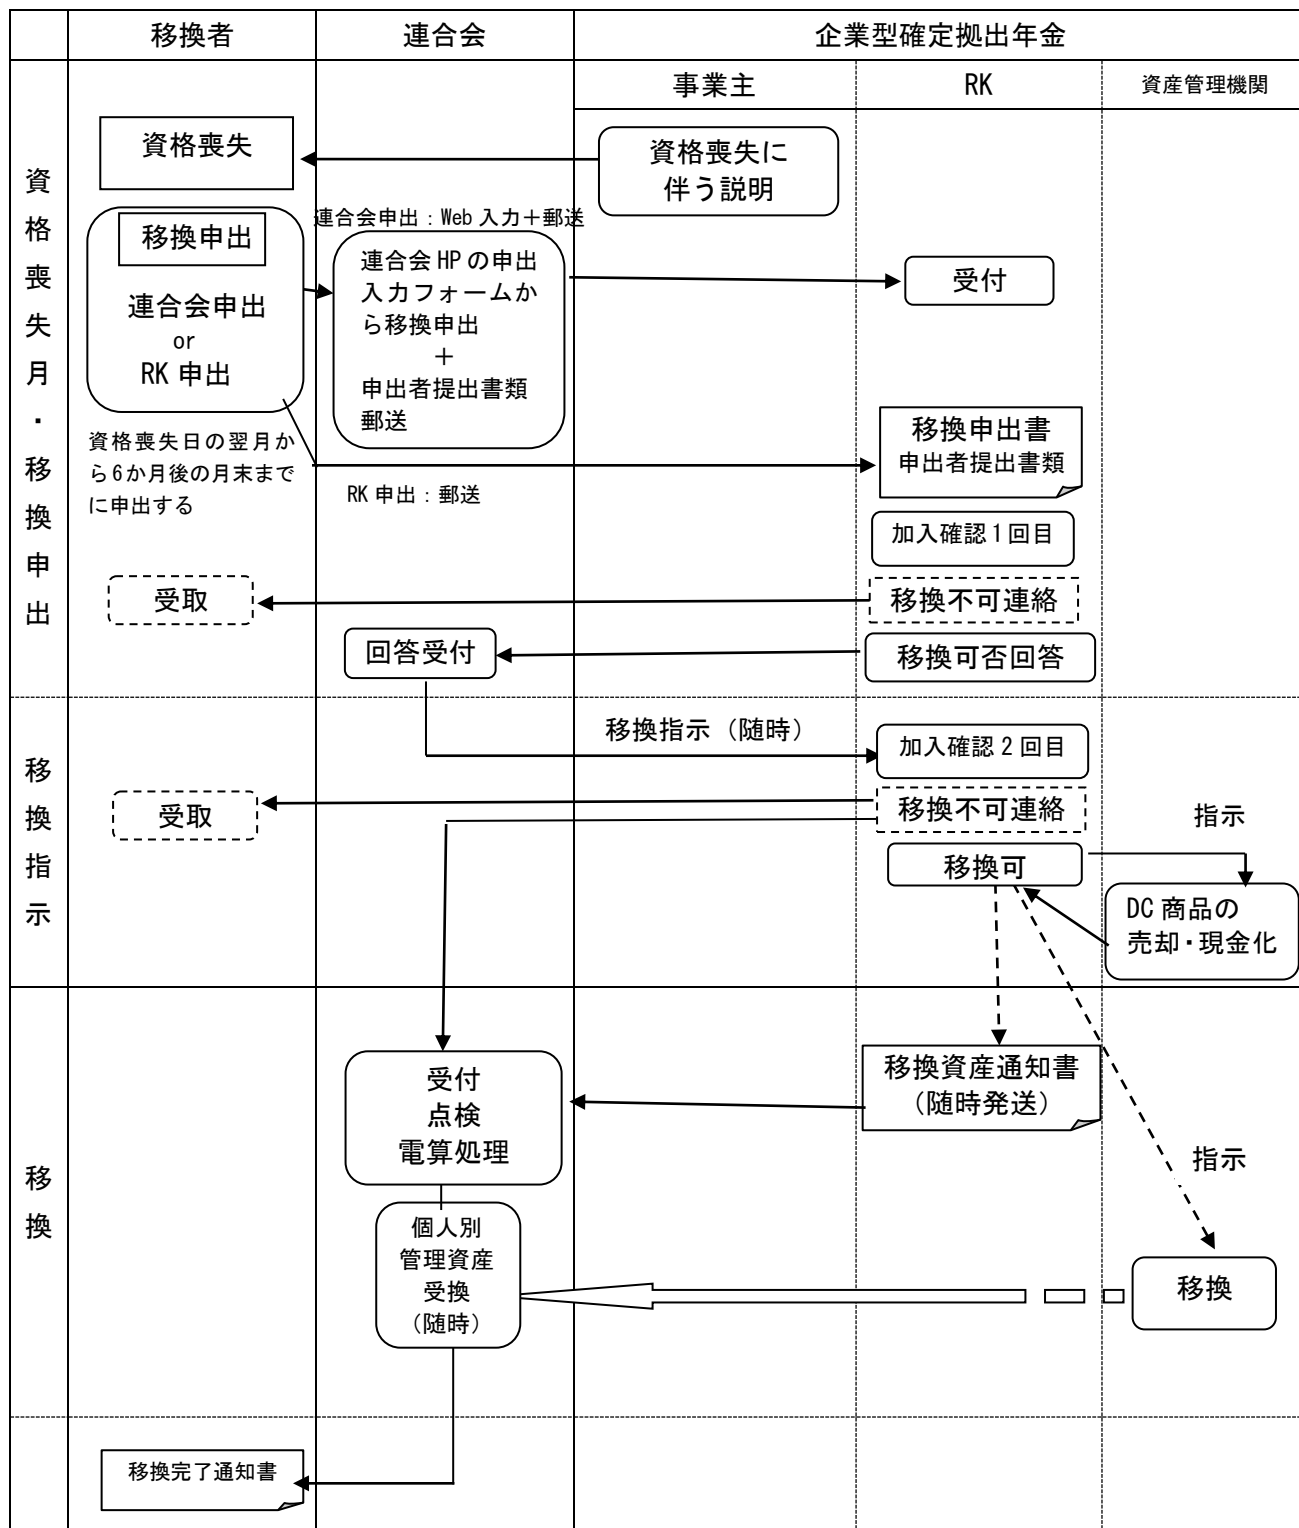 移換者
連合会
企業型確定拠出年金
事業主
RK
資産管理機関
資格喪失月・移換申出
資格喪失
資格喪失に
伴う説明
連合会申出：Web 入力＋郵送
移換申出
連合会申出
or
RK 申出
連合会 HP の申出
入力フォームか
ら移換申出
＋
申出者提出書類
郵送
受付
移換申出書
申出者提出書類
資格喪失日の翌月か
ら6か月後の月末まで
に申出する
RK 申出：郵送
加入確認 1 回目
受取
移換不可連絡
回答受付
移換可否回答
移換指示
移換指示（随時）
加入確認 2 回目
受取
移換不可連絡
指示
移換可
DC 商品の
売却・現金化
移換
受付
点検
電算処理
移換資産通知書
（随時発送）
指示
個人別
管理資産
受換
（随時）
移換
移換完了通知書